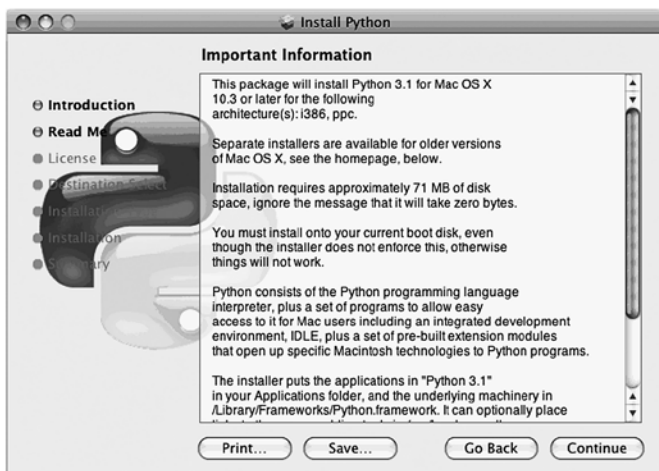 Install Python
Important Information
Introduction
Read Me
License
Destination Select
Installation
Installation
Summary
This package will install Python 3.1 for Mac OS X
10.3 or later for the following
architecture(s): i386, ppc.
Separate installers are available for older versions
of Mac OS X, see the homepage, below.
Installation requires approximately 71 MB of disk
space, ignore the message that it will take zero bytes.
You must install onto your current boot disk, even
though the installer does not enforce this, otherwise
things will not work.
Python consists of the Python programming language
interpreter, plus a set of programs to allow easy
access to it for Mac users including an integrated development
environment, IDLE, plus a set of pre-built extension modules
that open up specific Macintosh technologies to Python programs.
The installer puts the applications in "Python 3.1"
in your Applications folder, and the underlying machinery in
/Library/Frameworks/Python.framework. It can optionally place
Print...
Save...
Go Back
Continue